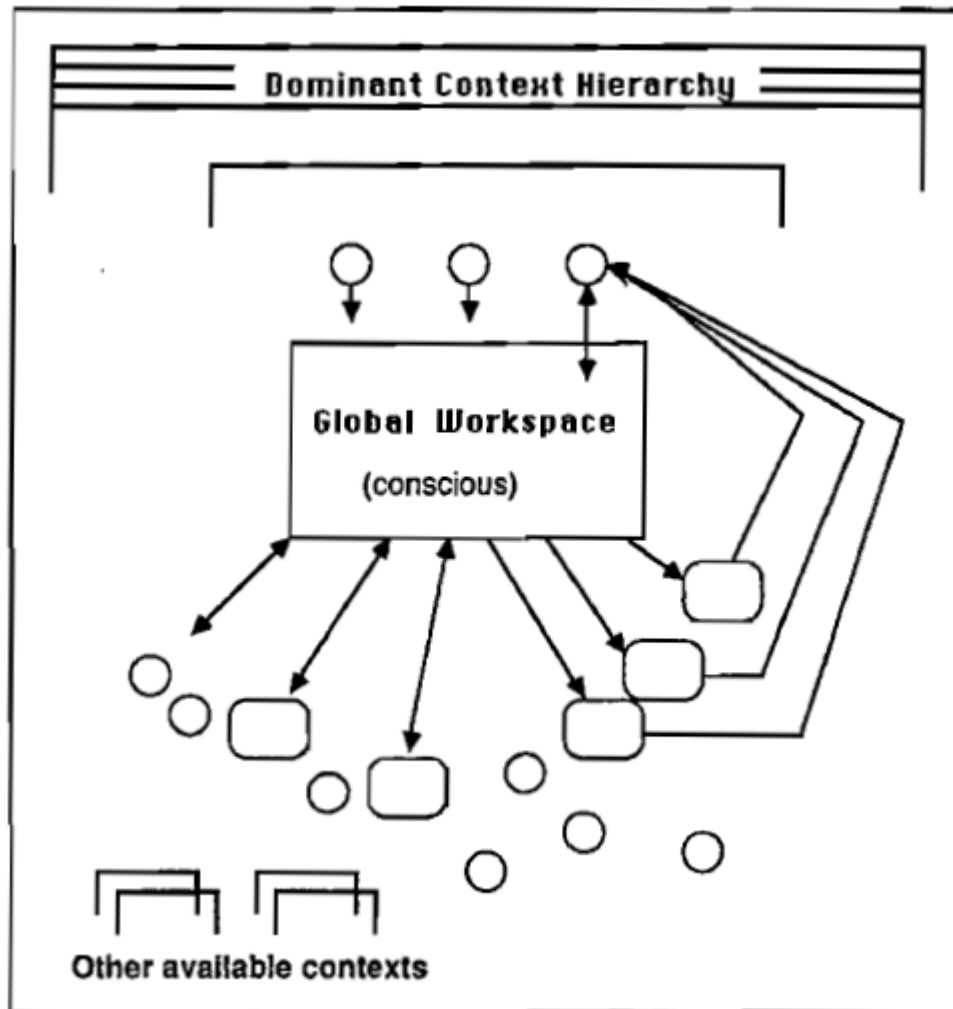 Dominant Context Hierarchy
Global Workspace
(conscious)
Other available contexts